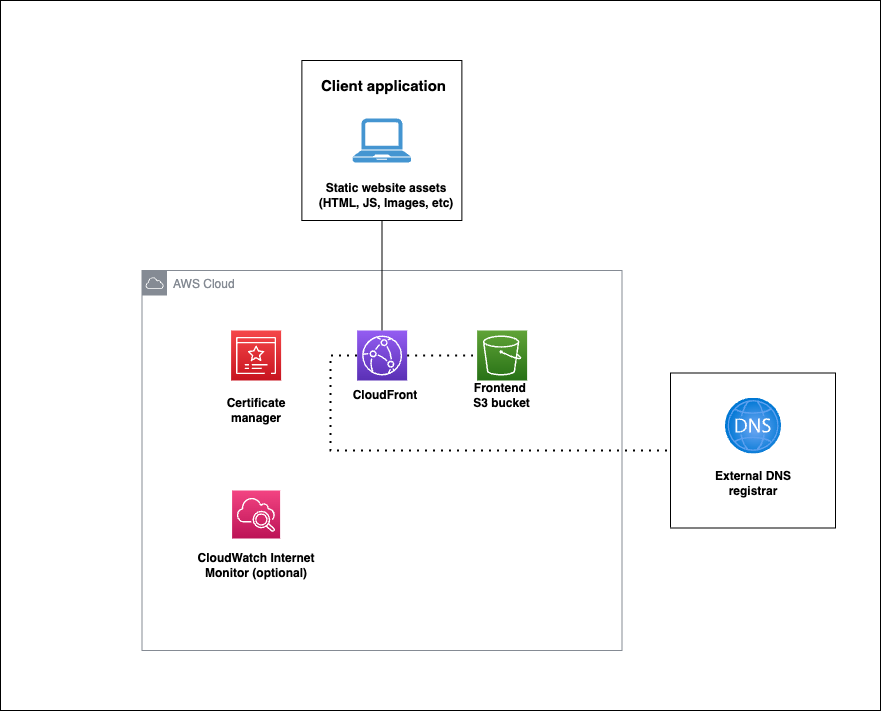 Client application
Static website assets
(HTML, JS, Images, etc)
AWS Cloud
Certificate
manager
CloudFront
Frontend
S3 bucket
DNS
External DNS
registrar
CloudWatch Internet
Monitor (optional)